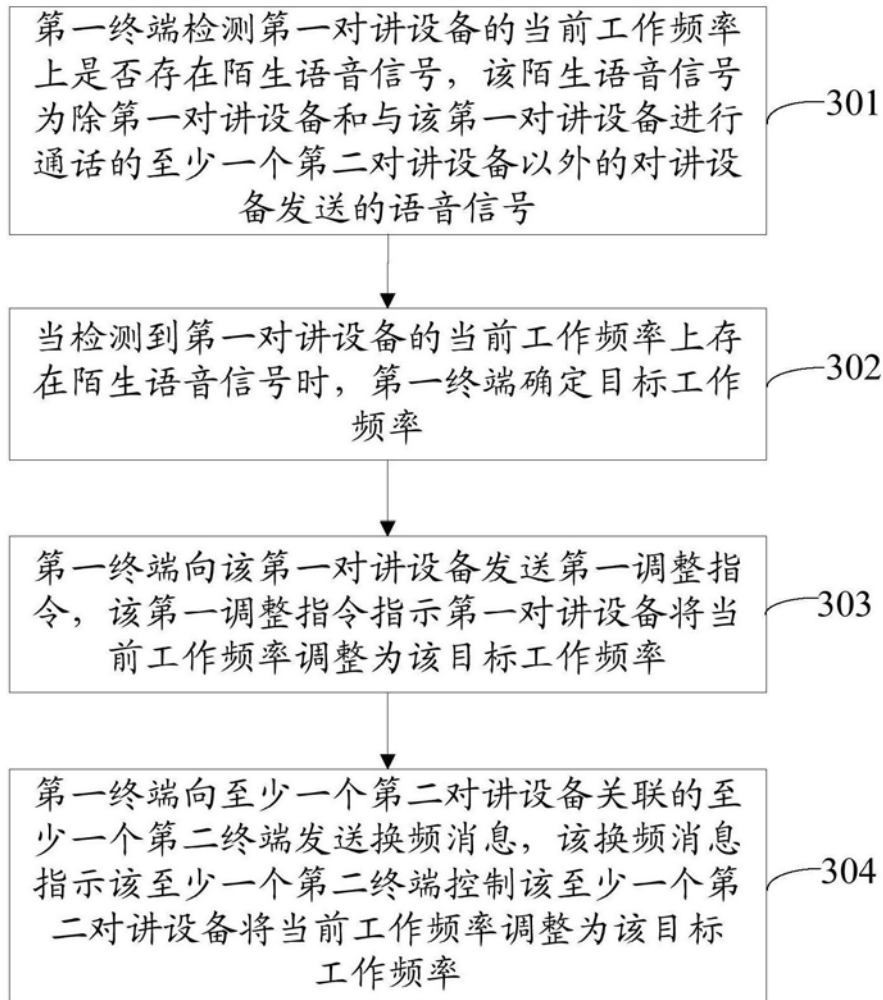 第一终端检测第一对讲设备的当前工作频率
上是否存在陌生语音信号，该陌生语音信号
为除第一对讲设备和与该第一对讲设备进行
通话的至少一个第二对讲设备以外的对讲设
备发送的语音信号
301
当检测到第一对讲设备的当前工作频率上存
在陌生语音信号时，第一终端确定目标工作
频率
302
第一终端向该第一对讲设备发送第一调整指
令，该第一调整指令指示第一对讲设备将当
前工作频率调整为该目标工作频率
303
第一终端向至少一个第二对讲设备关联的至
少一个第二终端发送换频消息，该换频消息
指示该至少一个第二终端控制该至少一个第
二对讲设备将当前工作频率调整为该目标
工作频率
304